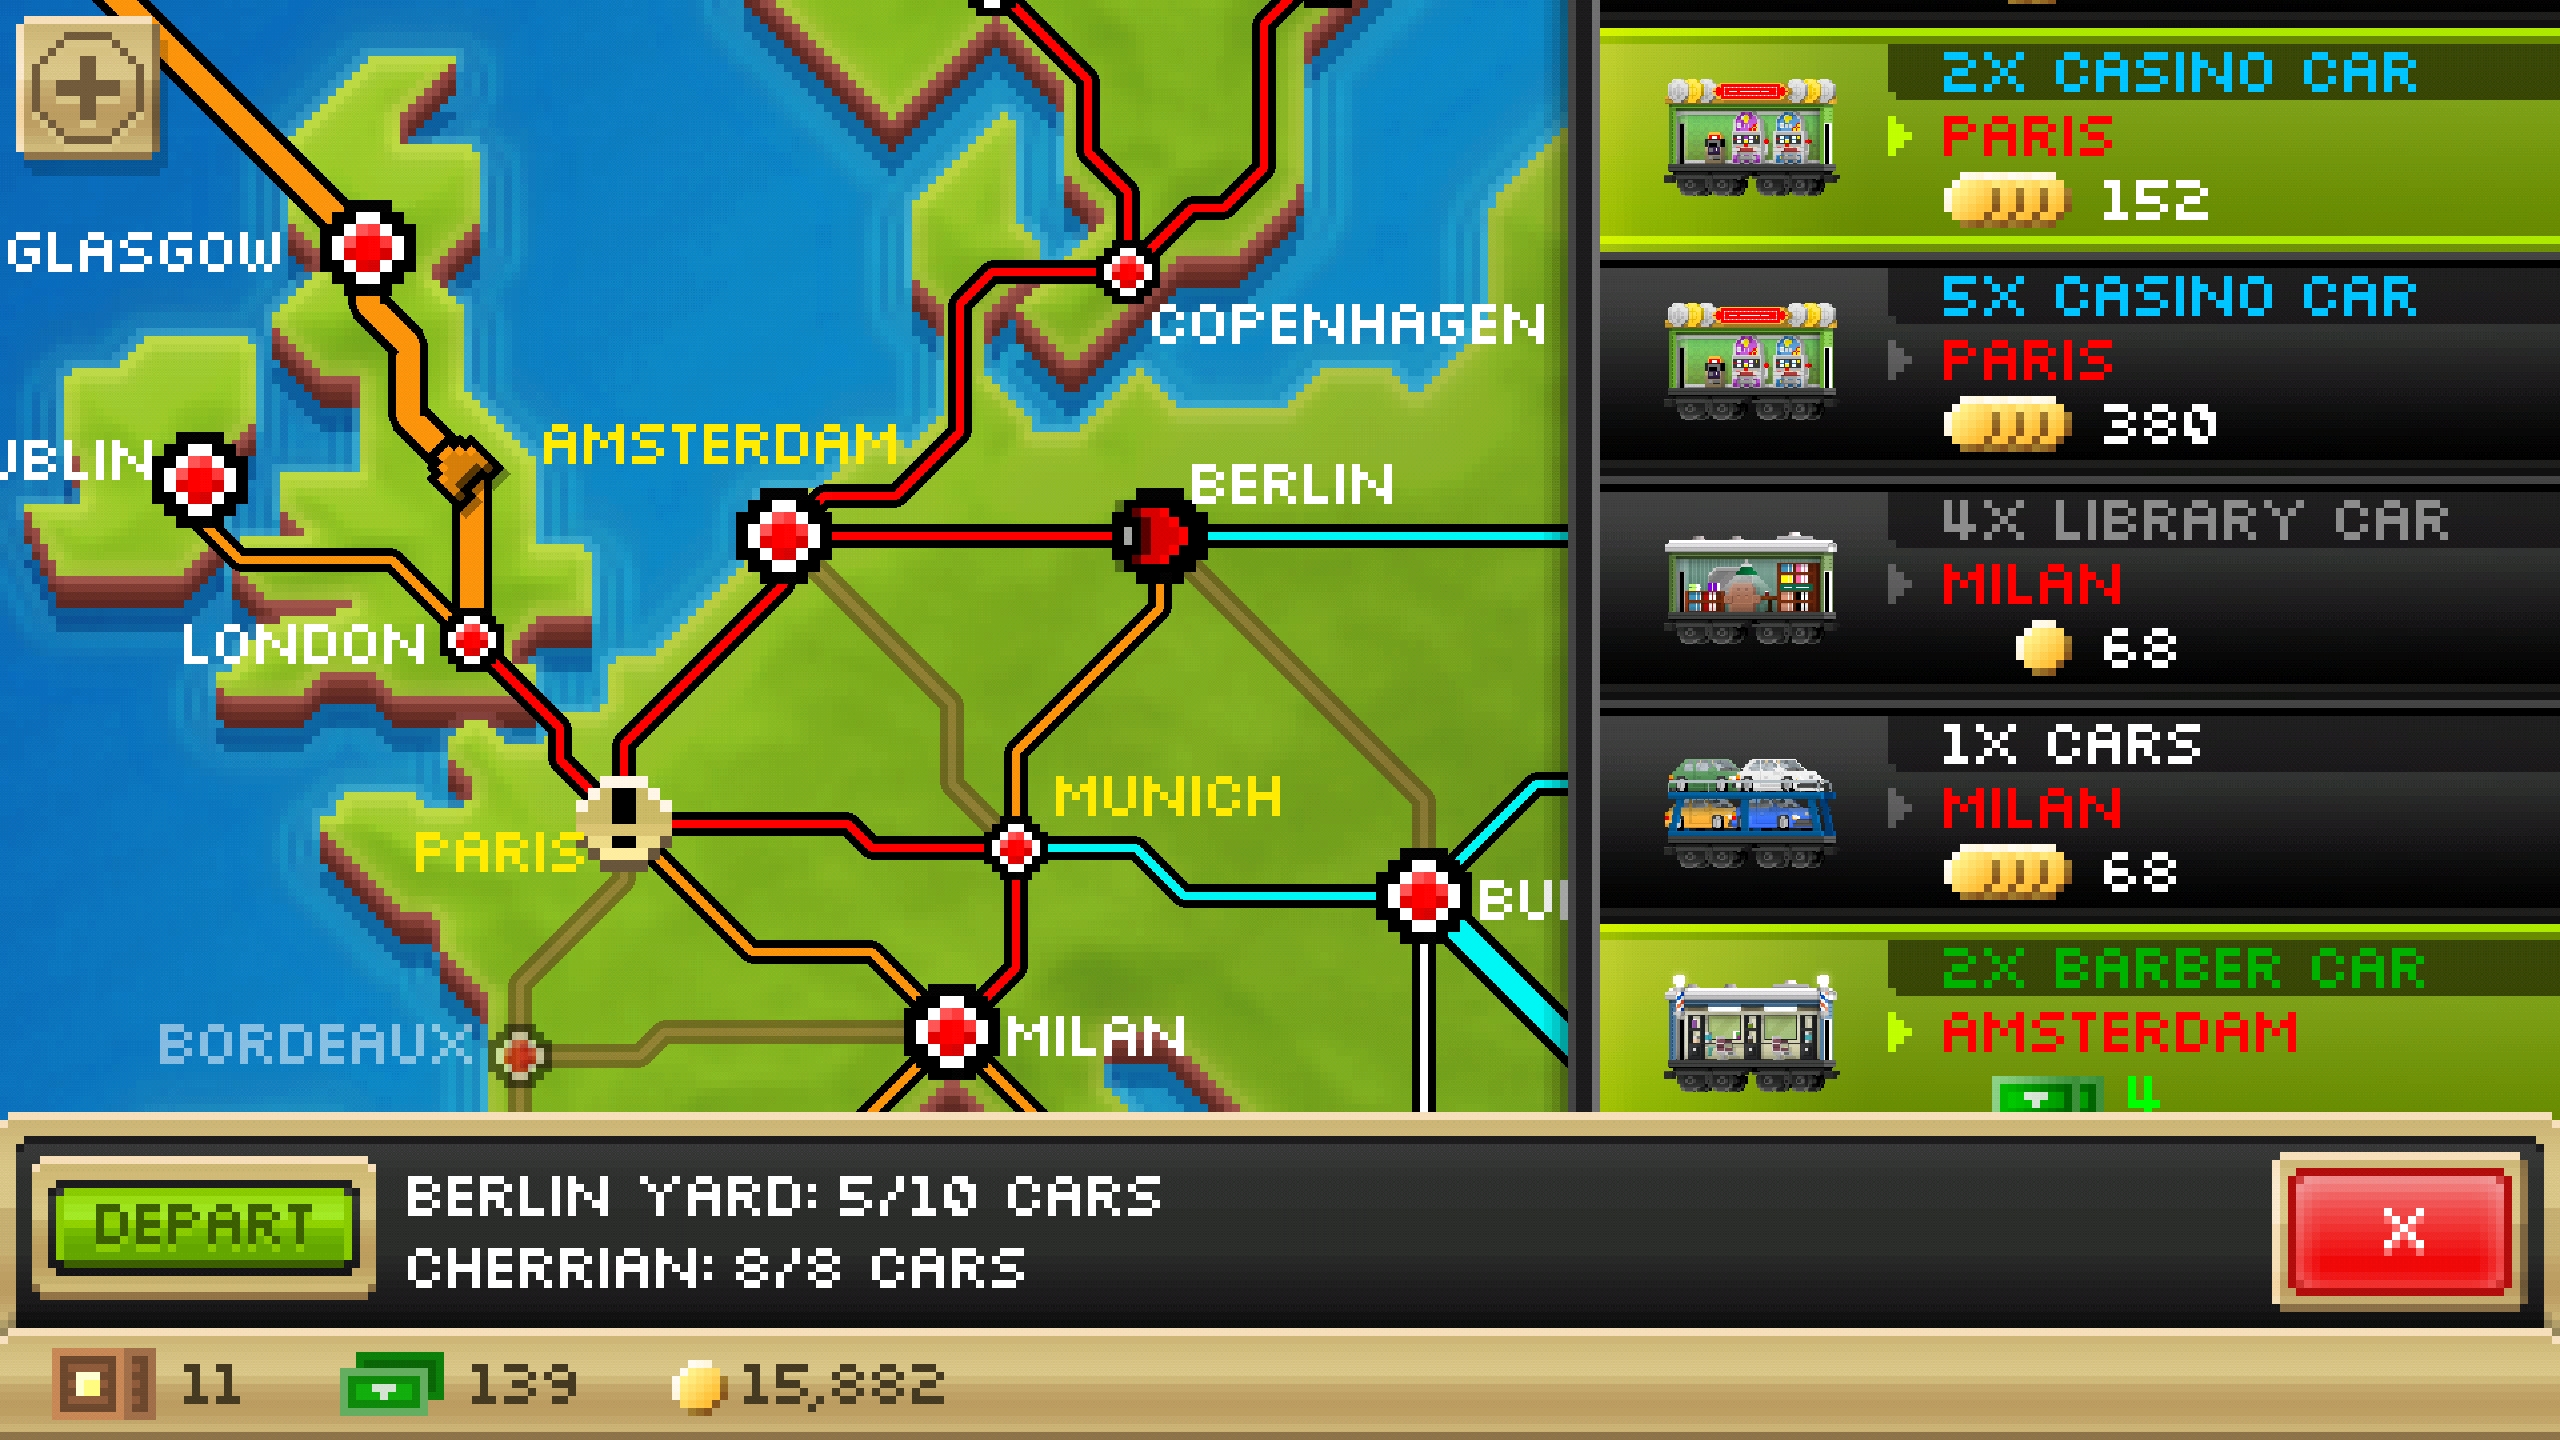 GLASGOW
COPENHAGEN
UBLIN
AMSTERDAM
BERLIN
LONDON
MUNICH
PARIS
BU
BORDEAUX
MILAN
2X CASINO CAR
PARIS
152
5X CASINO CAR
PARIS
380
4X LIBRARY CAR
MILAN
68
1X CARS
MILAN
68
2X BARBER CAR
AMSTERDAM
4
DEPART
BERLIN YARD: 5/10 CARS
CHERRIAN: 8/8 CARS
X
11 139 15,882